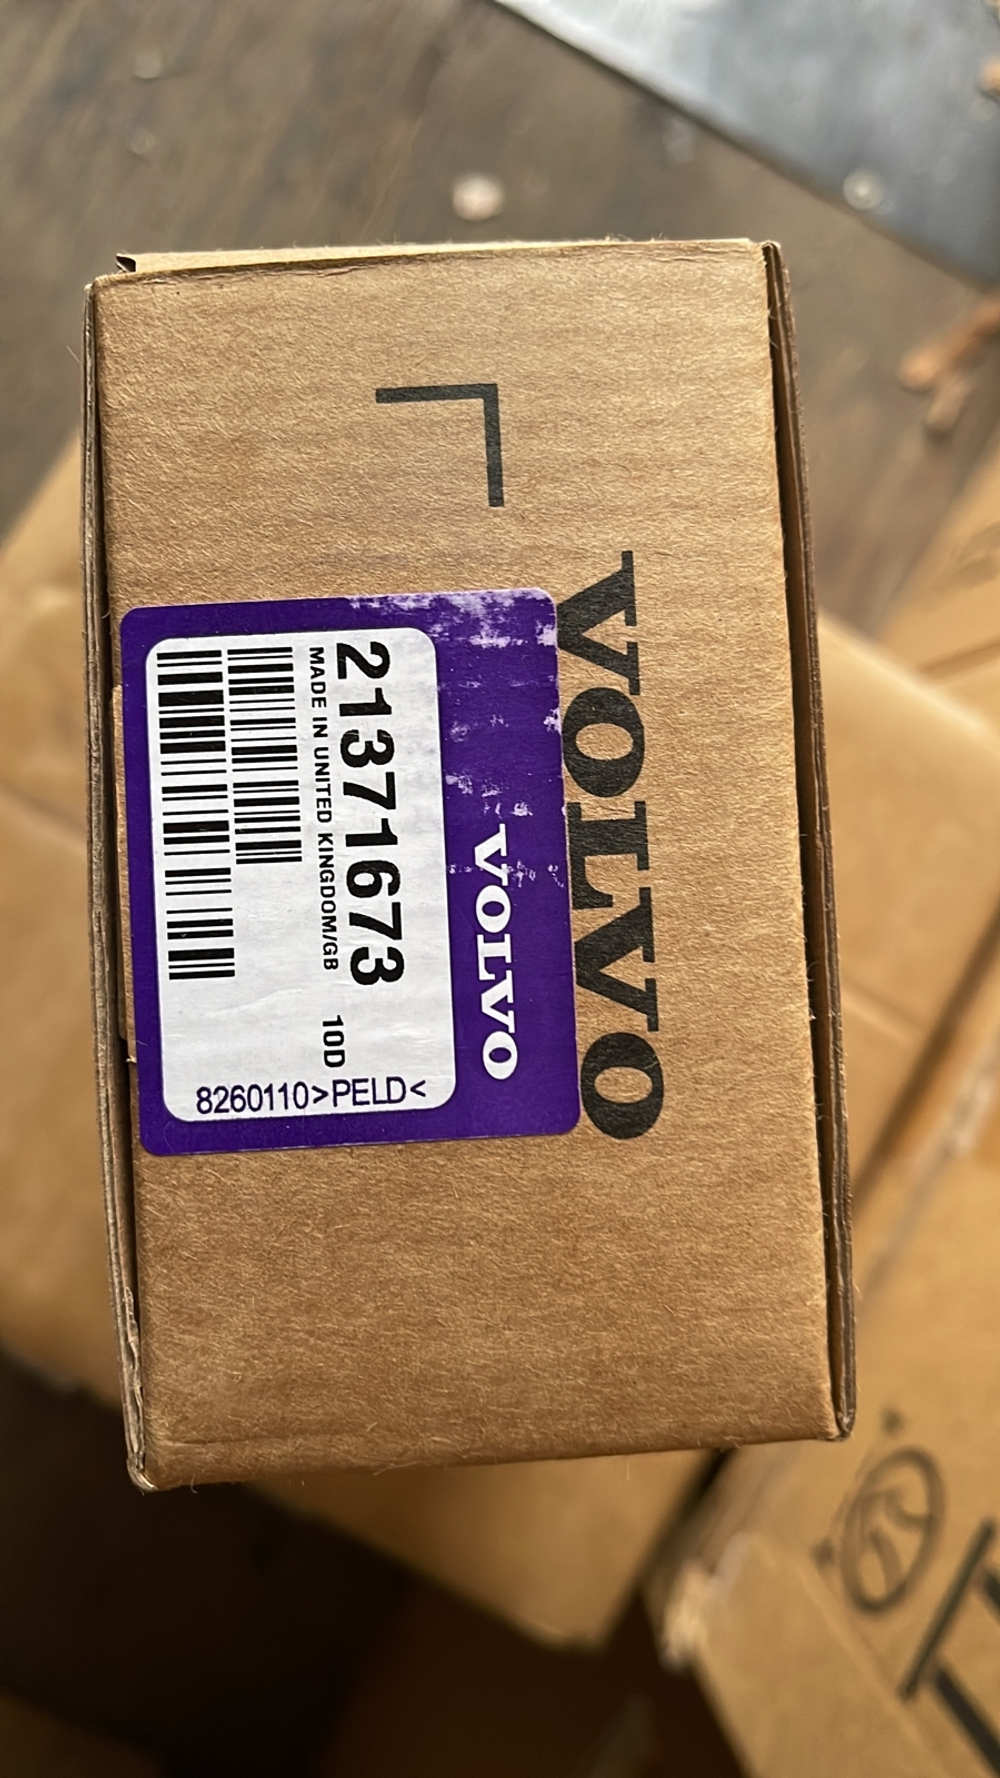 VOLVO
VOLVO
21371673
MADE IN UNITED KINGDOM/GB 10D
8260110>PELD<